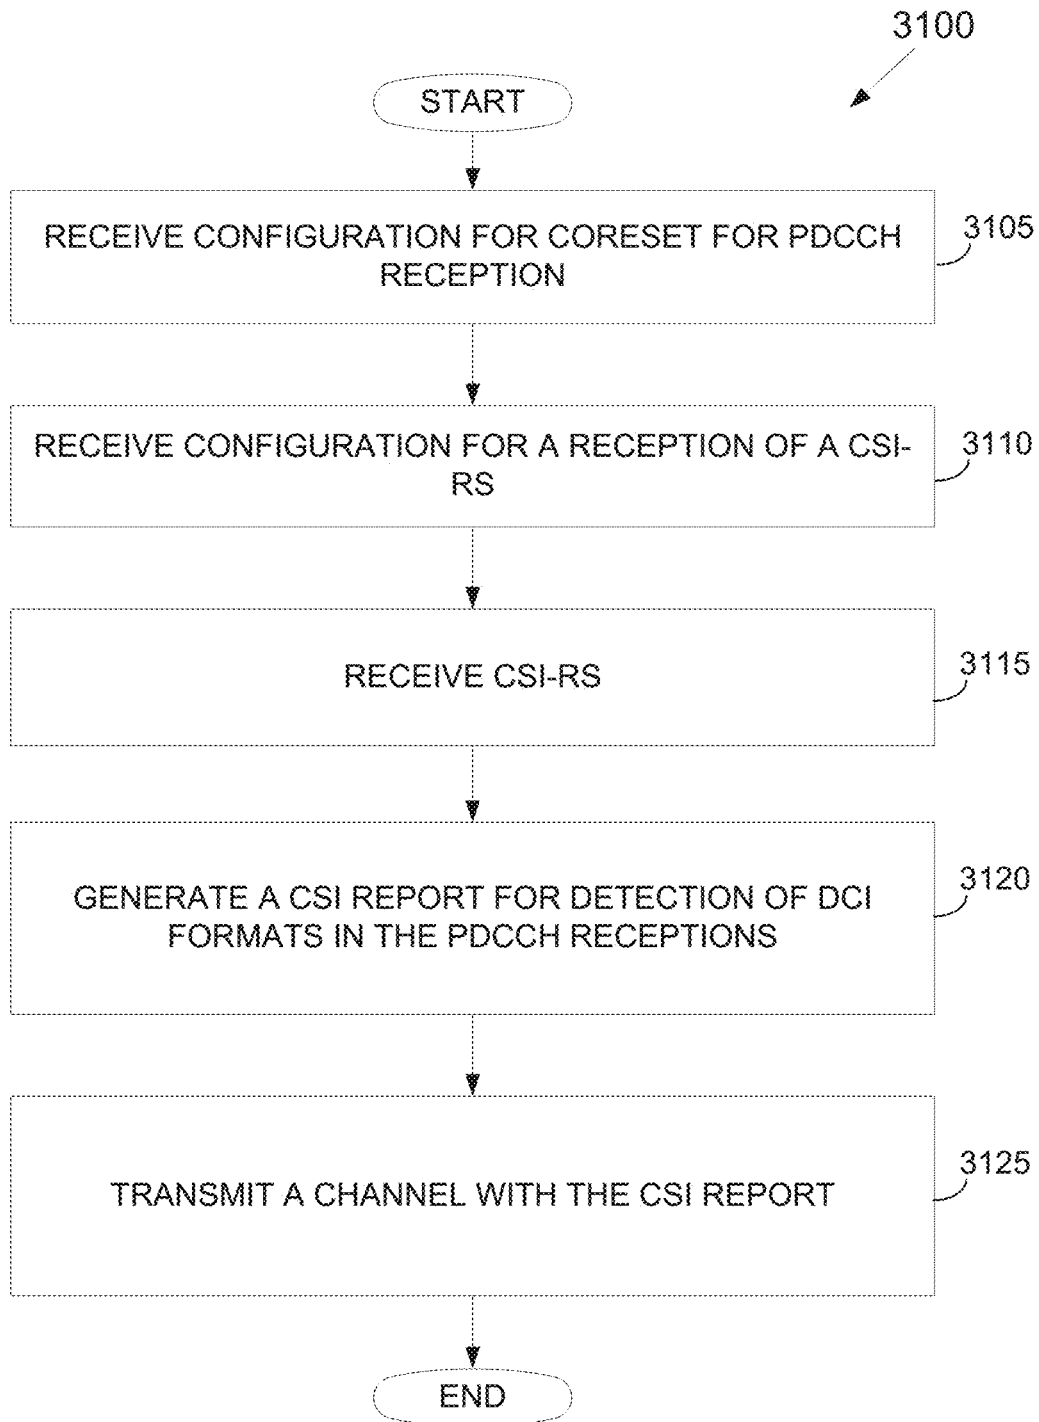 3100
START
RECEIVE CONFIGURATION FOR CORESET FOR PDCCH
RECEPTION
3105
RECEIVE CONFIGURATION FOR A RECEPTION OF A CSI-
RS
3110
RECEIVE CSI-RS
3115
GENERATE A CSI REPORT FOR DETECTION OF DCI
FORMATS IN THE PDCCH RECEPTIONS
3120
TRANSMIT A CHANNEL WITH THE CSI REPORT
3125
END